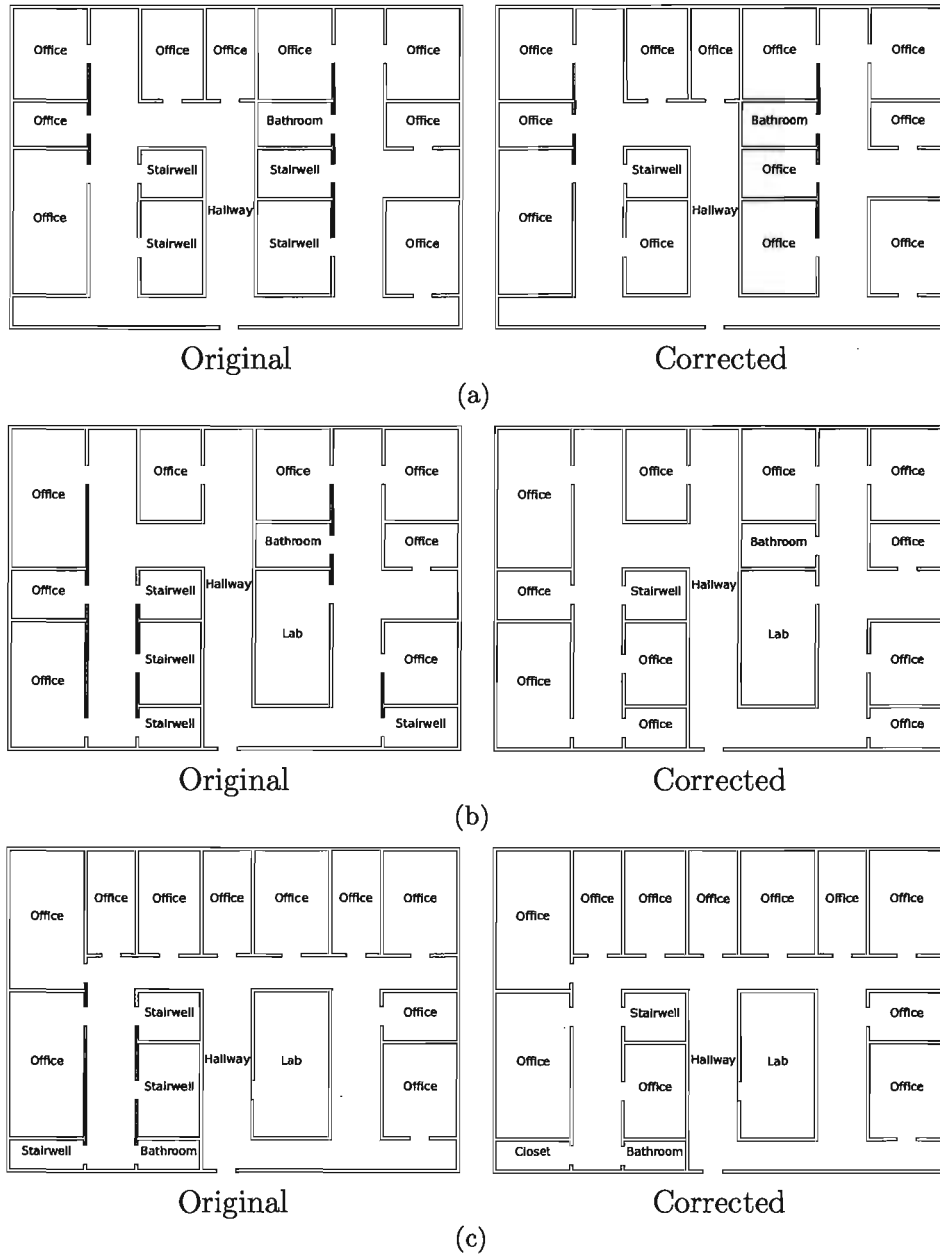 Office Office Office Office Office Office Office Office Office Office
Office Bathroom Office Office Bathroom Office
Stairwell Stairwell Stairwell Office
Office Hallway Office Hallway
Stairwell Stairwell Office Office Office Office
Original Corrected
(a)
Office Office Office Office Office Office
Office Office
Bathroom Office Bathroom Office
Office Stairwell Hallway Office Stairwell Hallway
Lab Lab
Office Stairwell Office Office Office Office
Stairwell Stairwell Office Office
Original Corrected
(b)
Office Office Office Office Office Office Office Office Office Office Office Office
Office Office
Stairwell Office Stairwell Office
Office Hallway Lab Office Hallway Lab
Stairwell Office Office Office
Stairwell Bathroom Closet Bathroom
Original Corrected
(c)